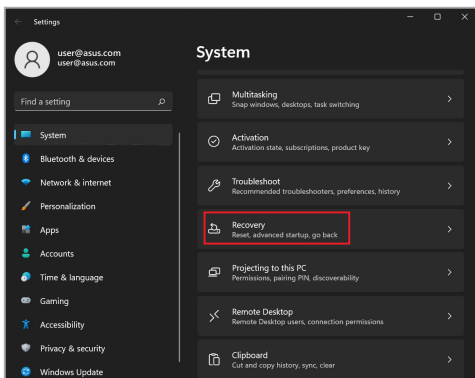 Settings
user@asus.com
user@asus.com
Find a setting
System
Bluetooth & devices
Network & internet
Personalization
Apps
Accounts
Time & language
Gaming
Accessibility
Privacy & security
Windows Update
System
Multitasking
Snap windows, desktops, task switching
Activation
Activation state, subscriptions, product key
Troubleshoot
Recommended troubleshooters, preferences, history
Recovery
Reset, advanced startup, go back
Projecting to this PC
Permissions, pairing PIN, discoverability
Remote Desktop
Remote Desktop users, connection permissions
Clipboard
Cut and copy history, sync, clear